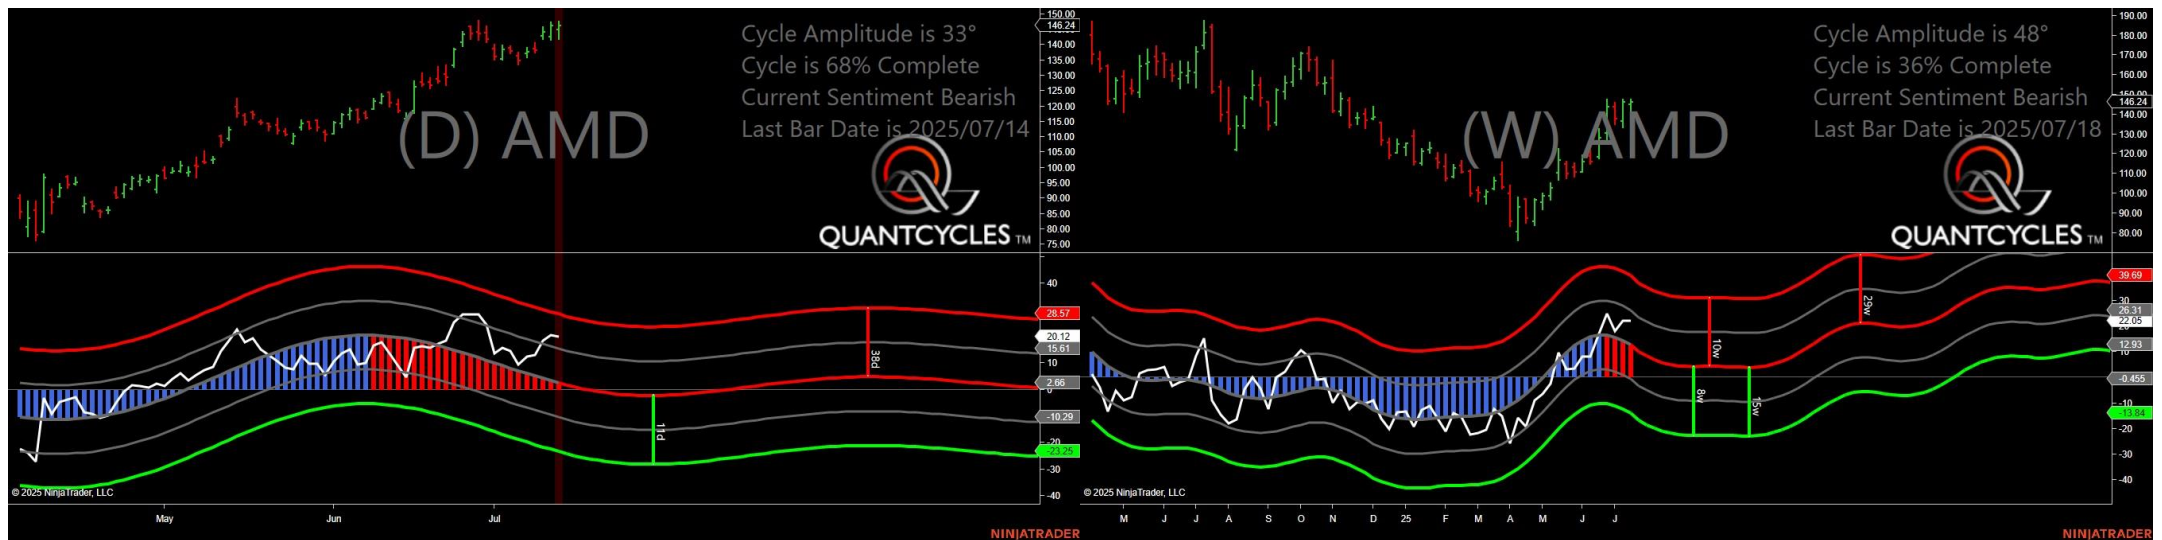 Cycle Amplitude is 33°
Cycle is 68% Complete
Current Sentiment Bearish
Last Bar Date is 2025/07/14
(D) AMD
QUANTCYCLES TM
150.00
146.24
140.00
135.00
130.00
125.00
120.00
115.00
110.00
105.00
100.00
95.00
90.00
85.00
80.00
75.00
40
28.57
20.12
15.61
10
2.66
0
-10.29
-20
-23.25
-30
-40
38d
11d
© 2025 NinjaTrader, LLC
May Jun Jul
NINJATRADER
Cycle Amplitude is 48°
Cycle is 36% Complete
Current Sentiment Bearish
Last Bar Date is 2025/07/18
(W) AMD
QUANTCYCLES TM
190.00
180.00
170.00
160.00
150.00
146.24
140.00
130.00
120.00
110.00
100.00
90.00
80.00
39.69
30
26.31
22.05
12.93
10
-0.455
-10
-13.84
-20
-30
-40
29w
10w
8w
15w
© 2025 NinjaTrader, LLC
M J J A S O N D 25 F M A M J J
NINJATRADER